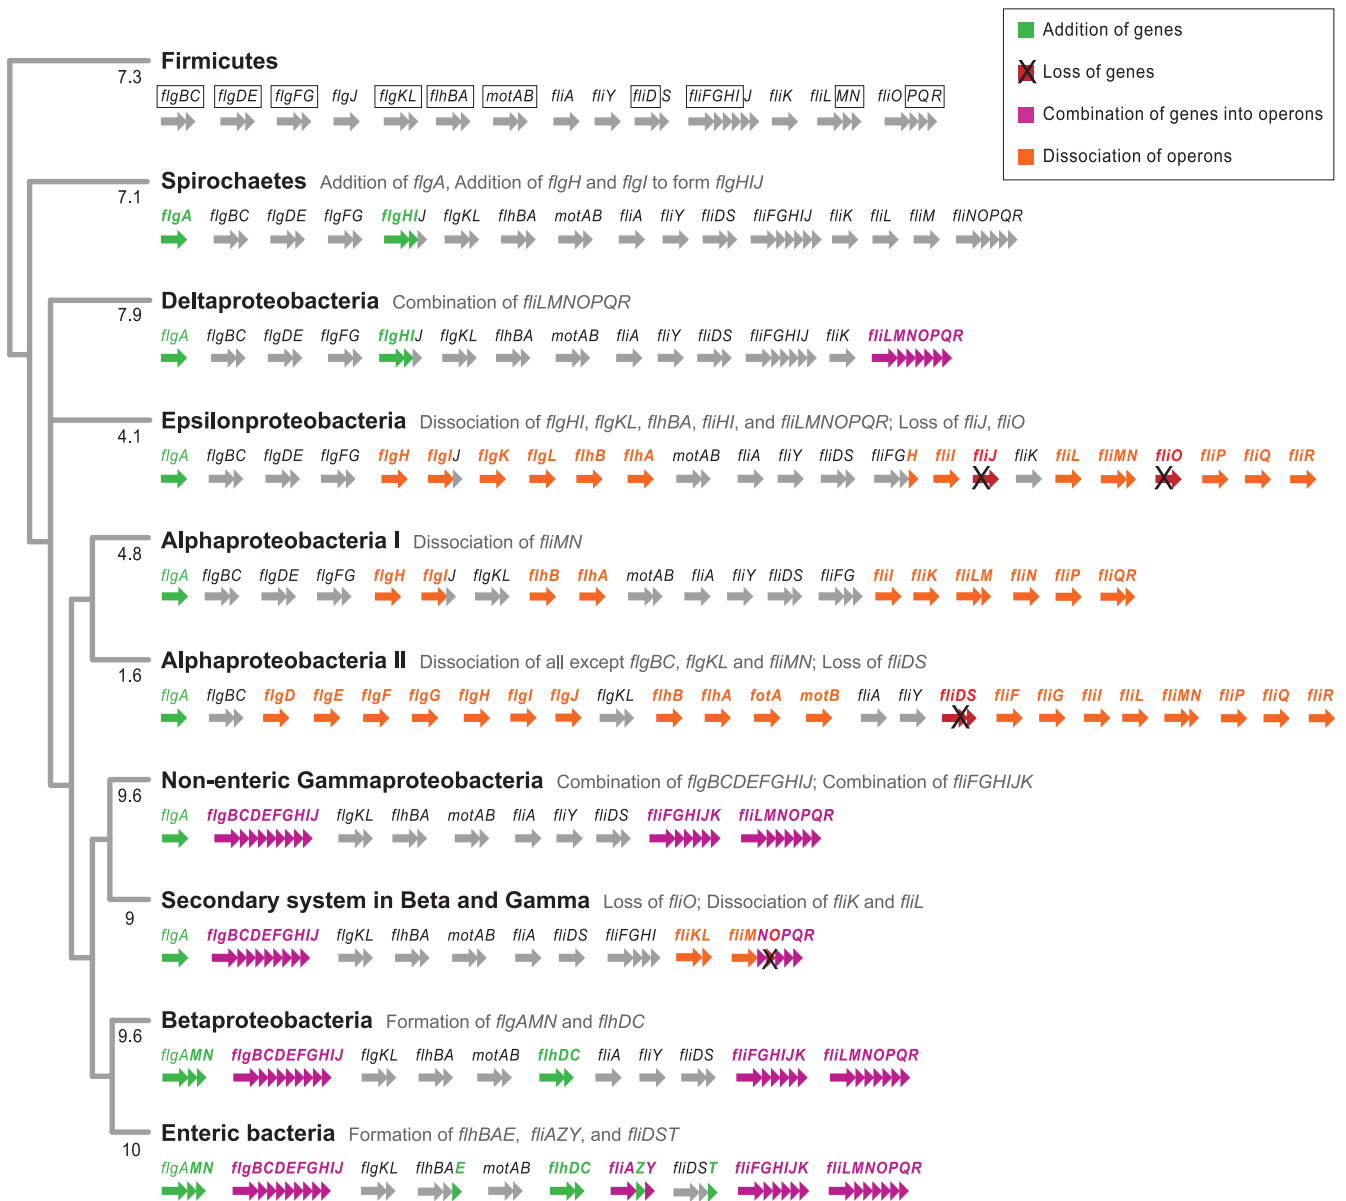 Addition of genes
Loss of genes
Combination of genes into operons
Dissociation of operons
Firmicutes
7.3
flgBC flgDE flgFG flgJ flgKL flhBA motAB fliA fliY fliDS fliFGHIJ fliK fliLMN fliOPQR
Spirochaetes Addition of flgA, Addition of flgH and flgI to form flgHIJ
7.1
flgA flgBC flgDE flgFG flgHIJ flgKL flhBA motAB fliA fliY fliDS fliFGHIJ fliK fliL fliM fliNOPQR
Deltaproteobacteria Combination of fliLMNOPQR
7.9
flgA flgBC flgDE flgFG flgHIJ flgKL flhBA motAB fliA fliY fliDS fliFGHIJ fliK fliLMNOPQR
Epsilonproteobacteria Dissociation of flgHI, flgKL, flhBA, fliHI, and fliLMNOPQR; Loss of fliJ, fliO
4.1
flgA flgBC flgDE flgFG flgH flgIJ flgK flgL flhB flhA motAB fliA fliY fliDS fliFGH fliI fliJ fliK fliL fliMN fliO fliP fliQ fliR
Alphaproteobacteria I Dissociation of fliMN
4.8
flgA flgBC flgDE flgFG flgH flgIJ flgKL flhB flhA motAB fliA fliY fliDS fliFG fliI fliK fliLM fliN fliP fliQR
Alphaproteobacteria II Dissociation of all except flgBC, flgKL and fliMN; Loss of fliDS
1.6
flgA flgBC flgD flgE flgF flgG flgH flgI flgJ flgKL flhB flhA fotA motB fliA fliY fliDS fliF fliG fliI fliL fliMN fliP fliQ fliR
Non-enteric Gammaproteobacteria Combination of flgBCDEFGHIJ; Combination of fliFGHIJK
9.6
flgA flgBCDEFGHIJ flgKL flhBA motAB fliA fliY fliDS fliFGHIJK fliLMNOPQR
Secondary system in Beta and Gamma Loss of fliO; Dissociation of fliK and fliL
9
flgA flgBCDEFGHIJ flgKL flhBA motAB fliA fliDS fliFGHI fliKL fliMNOPQR
Betaproteobacteria Formation of flgAMN and flhDC
9.6
flgAMN flgBCDEFGHIJ flgKL flhBA motAB flhDC fliA fliY fliDS fliFGHIJK fliLMNOPQR
Enteric bacteria Formation of flhBAE, fliAZY, and fliDST
10
flgAMN flgBCDEFGHIJ flgKL flhBAE motAB flhDC fliAZY fliDST fliFGHIJK fliLMNOPQR